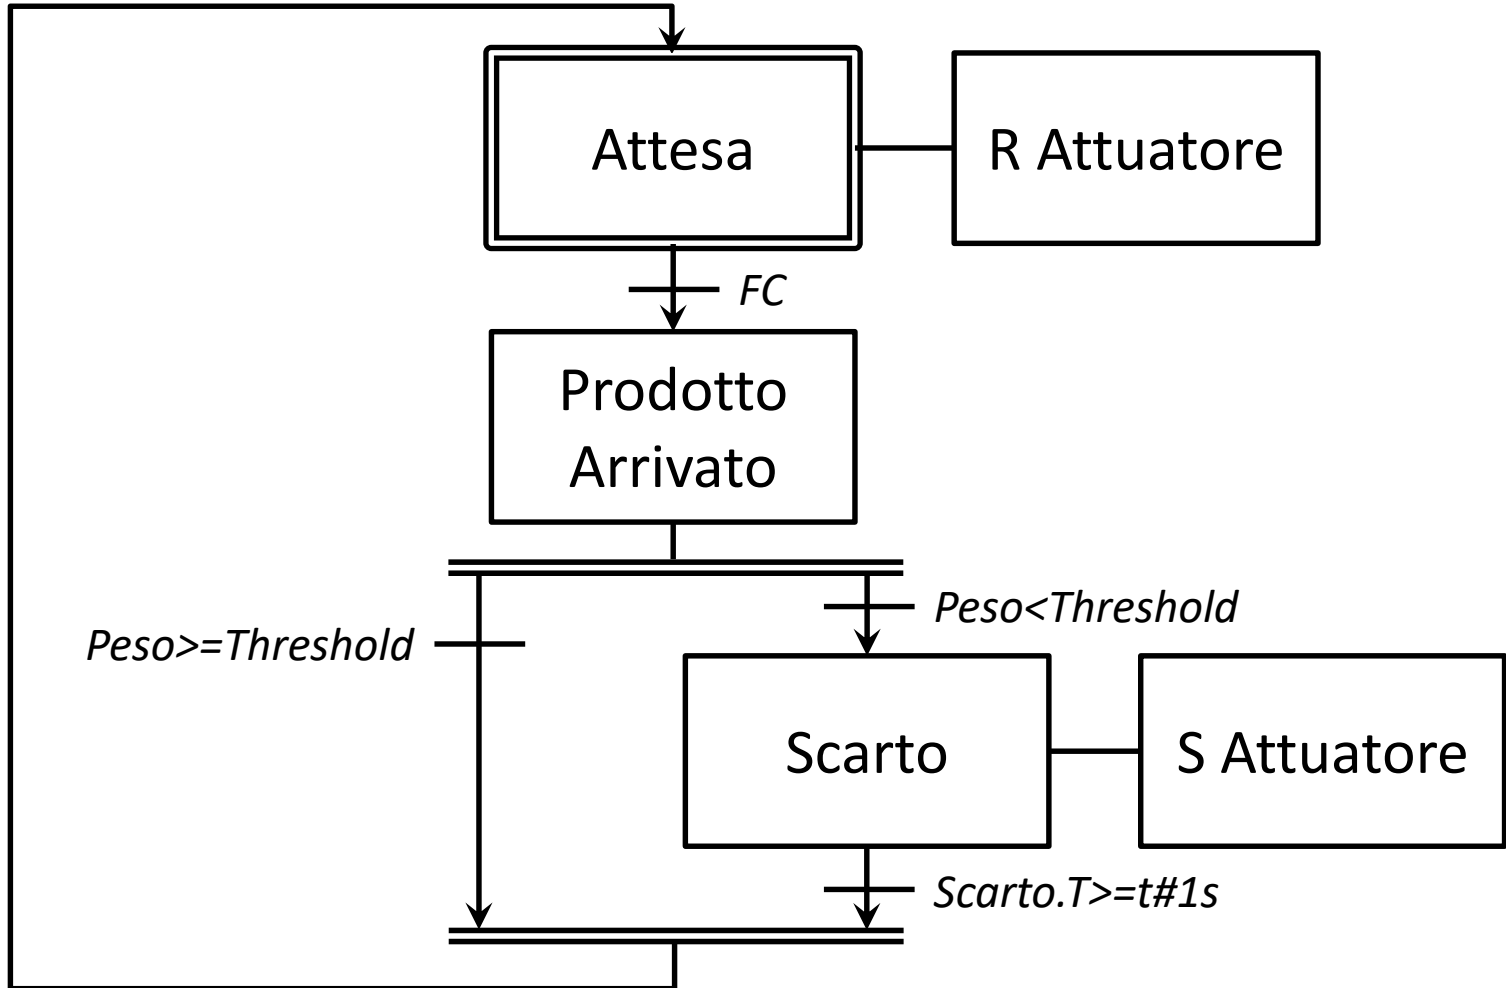 Attesa
R Attuatore
FC
Prodotto
Arrivato
Peso<Threshold
Peso>=Threshold
Scarto
S Attuatore
Scarto.T>=t#1s